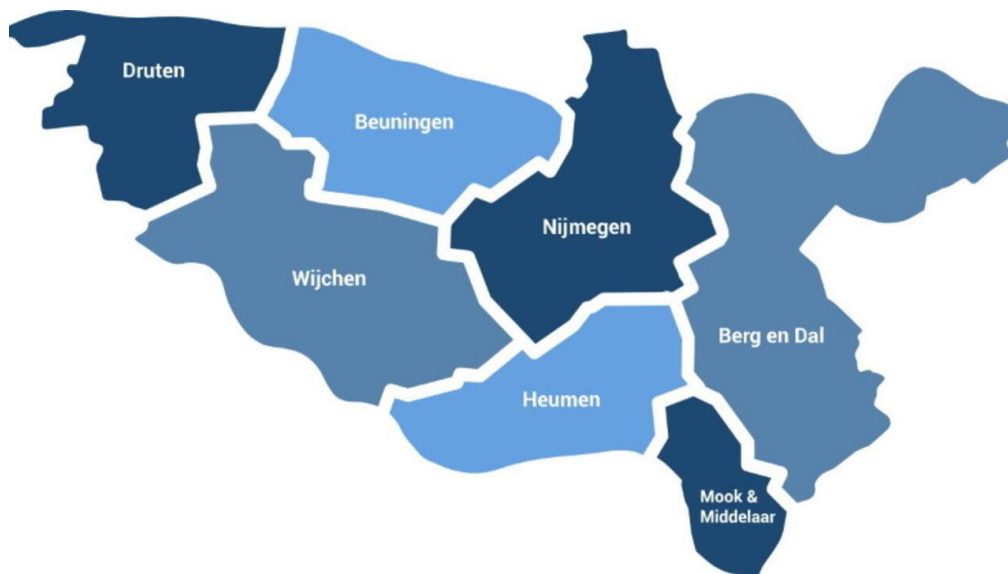 Druten
Beuningen
Nijmegen
Wijchen
Berg en Dal
Heumen
Mook &
Middelaar